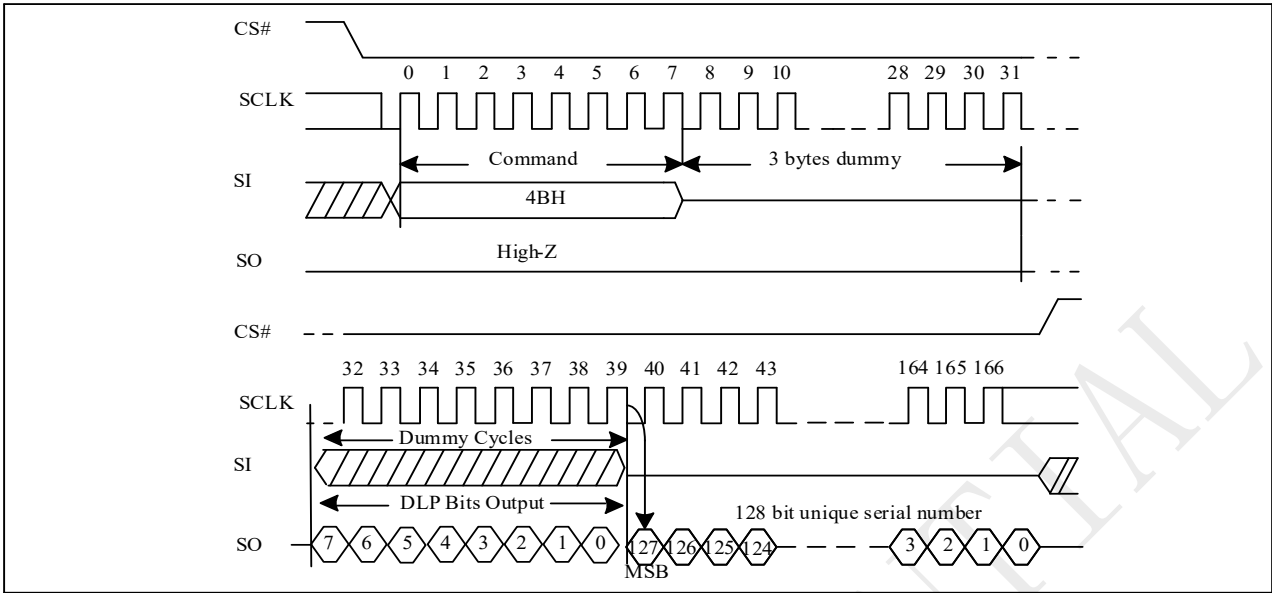 CS#
0 1 2 3 4 5 6 7 8 9 10 28 29 30 31
SCLK
Command 3 bytes dummy
SI
4BH
High-Z
SO
CS#
32 33 34 35 36 37 38 39 40 41 42 43 164 165 166
SCLK
Dummy Cycles
SI
DLP Bits Output
128 bit unique serial number
SO 7 6 5 4 3 2 1 0 127 126 125 124 3 2 1 0
MSB